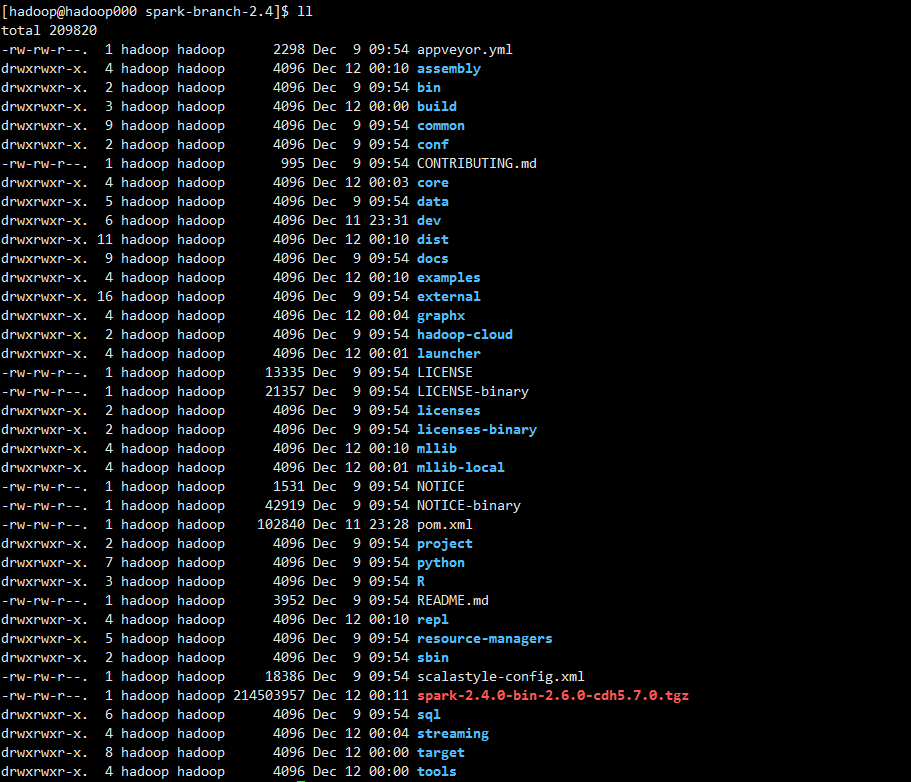 [hadoop@hadoop000 spark-branch-2.4]$ ll
total 209820
-rw-rw-r--.  1 hadoop hadoop      2298 Dec  9 09:54 appveyor.yml
drwxrwxr-x.  4 hadoop hadoop      4096 Dec 12 00:10 assembly
drwxrwxr-x.  2 hadoop hadoop      4096 Dec  9 09:54 bin
drwxrwxr-x.  3 hadoop hadoop      4096 Dec 12 00:00 build
drwxrwxr-x.  9 hadoop hadoop      4096 Dec  9 09:54 common
drwxrwxr-x.  2 hadoop hadoop      4096 Dec  9 09:54 conf
-rw-rw-r--.  1 hadoop hadoop       995 Dec  9 09:54 CONTRIBUTING.md
drwxrwxr-x.  4 hadoop hadoop      4096 Dec 12 00:03 core
drwxrwxr-x.  5 hadoop hadoop      4096 Dec  9 09:54 data
drwxrwxr-x.  6 hadoop hadoop      4096 Dec 11 23:31 dev
drwxrwxr-x. 11 hadoop hadoop      4096 Dec 12 00:10 dist
drwxrwxr-x.  9 hadoop hadoop      4096 Dec  9 09:54 docs
drwxrwxr-x.  4 hadoop hadoop      4096 Dec 12 00:10 examples
drwxrwxr-x. 16 hadoop hadoop      4096 Dec  9 09:54 external
drwxrwxr-x.  4 hadoop hadoop      4096 Dec 12 00:04 graphx
drwxrwxr-x.  2 hadoop hadoop      4096 Dec  9 09:54 hadoop-cloud
drwxrwxr-x.  4 hadoop hadoop      4096 Dec 12 00:01 launcher
-rw-rw-r--.  1 hadoop hadoop     13335 Dec  9 09:54 LICENSE
-rw-rw-r--.  1 hadoop hadoop     21357 Dec  9 09:54 LICENSE-binary
drwxrwxr-x.  2 hadoop hadoop      4096 Dec  9 09:54 licenses
drwxrwxr-x.  2 hadoop hadoop      4096 Dec  9 09:54 licenses-binary
drwxrwxr-x.  4 hadoop hadoop      4096 Dec 12 00:10 mllib
drwxrwxr-x.  4 hadoop hadoop      4096 Dec 12 00:01 mllib-local
-rw-rw-r--.  1 hadoop hadoop      1531 Dec  9 09:54 NOTICE
-rw-rw-r--.  1 hadoop hadoop     42919 Dec  9 09:54 NOTICE-binary
-rw-rw-r--.  1 hadoop hadoop    102840 Dec 11 23:28 pom.xml
drwxrwxr-x.  2 hadoop hadoop      4096 Dec  9 09:54 project
drwxrwxr-x.  7 hadoop hadoop      4096 Dec  9 09:54 python
drwxrwxr-x.  3 hadoop hadoop      4096 Dec  9 09:54 R
-rw-rw-r--.  1 hadoop hadoop      3952 Dec  9 09:54 README.md
drwxrwxr-x.  4 hadoop hadoop      4096 Dec 12 00:10 repl
drwxrwxr-x.  5 hadoop hadoop      4096 Dec  9 09:54 resource-managers
drwxrwxr-x.  2 hadoop hadoop      4096 Dec  9 09:54 sbin
-rw-rw-r--.  1 hadoop hadoop     18386 Dec  9 09:54 scalastyle-config.xml
-rw-rw-r--.  1 hadoop hadoop 214503957 Dec 12 00:11 spark-2.4.0-bin-2.6.0-cdh5.7.0.tgz
drwxrwxr-x.  6 hadoop hadoop      4096 Dec  9 09:54 sql
drwxrwxr-x.  4 hadoop hadoop      4096 Dec 12 00:04 streaming
drwxrwxr-x.  8 hadoop hadoop      4096 Dec 12 00:00 target
drwxrwxr-x.  4 hadoop hadoop      4096 Dec 12 00:00 tools